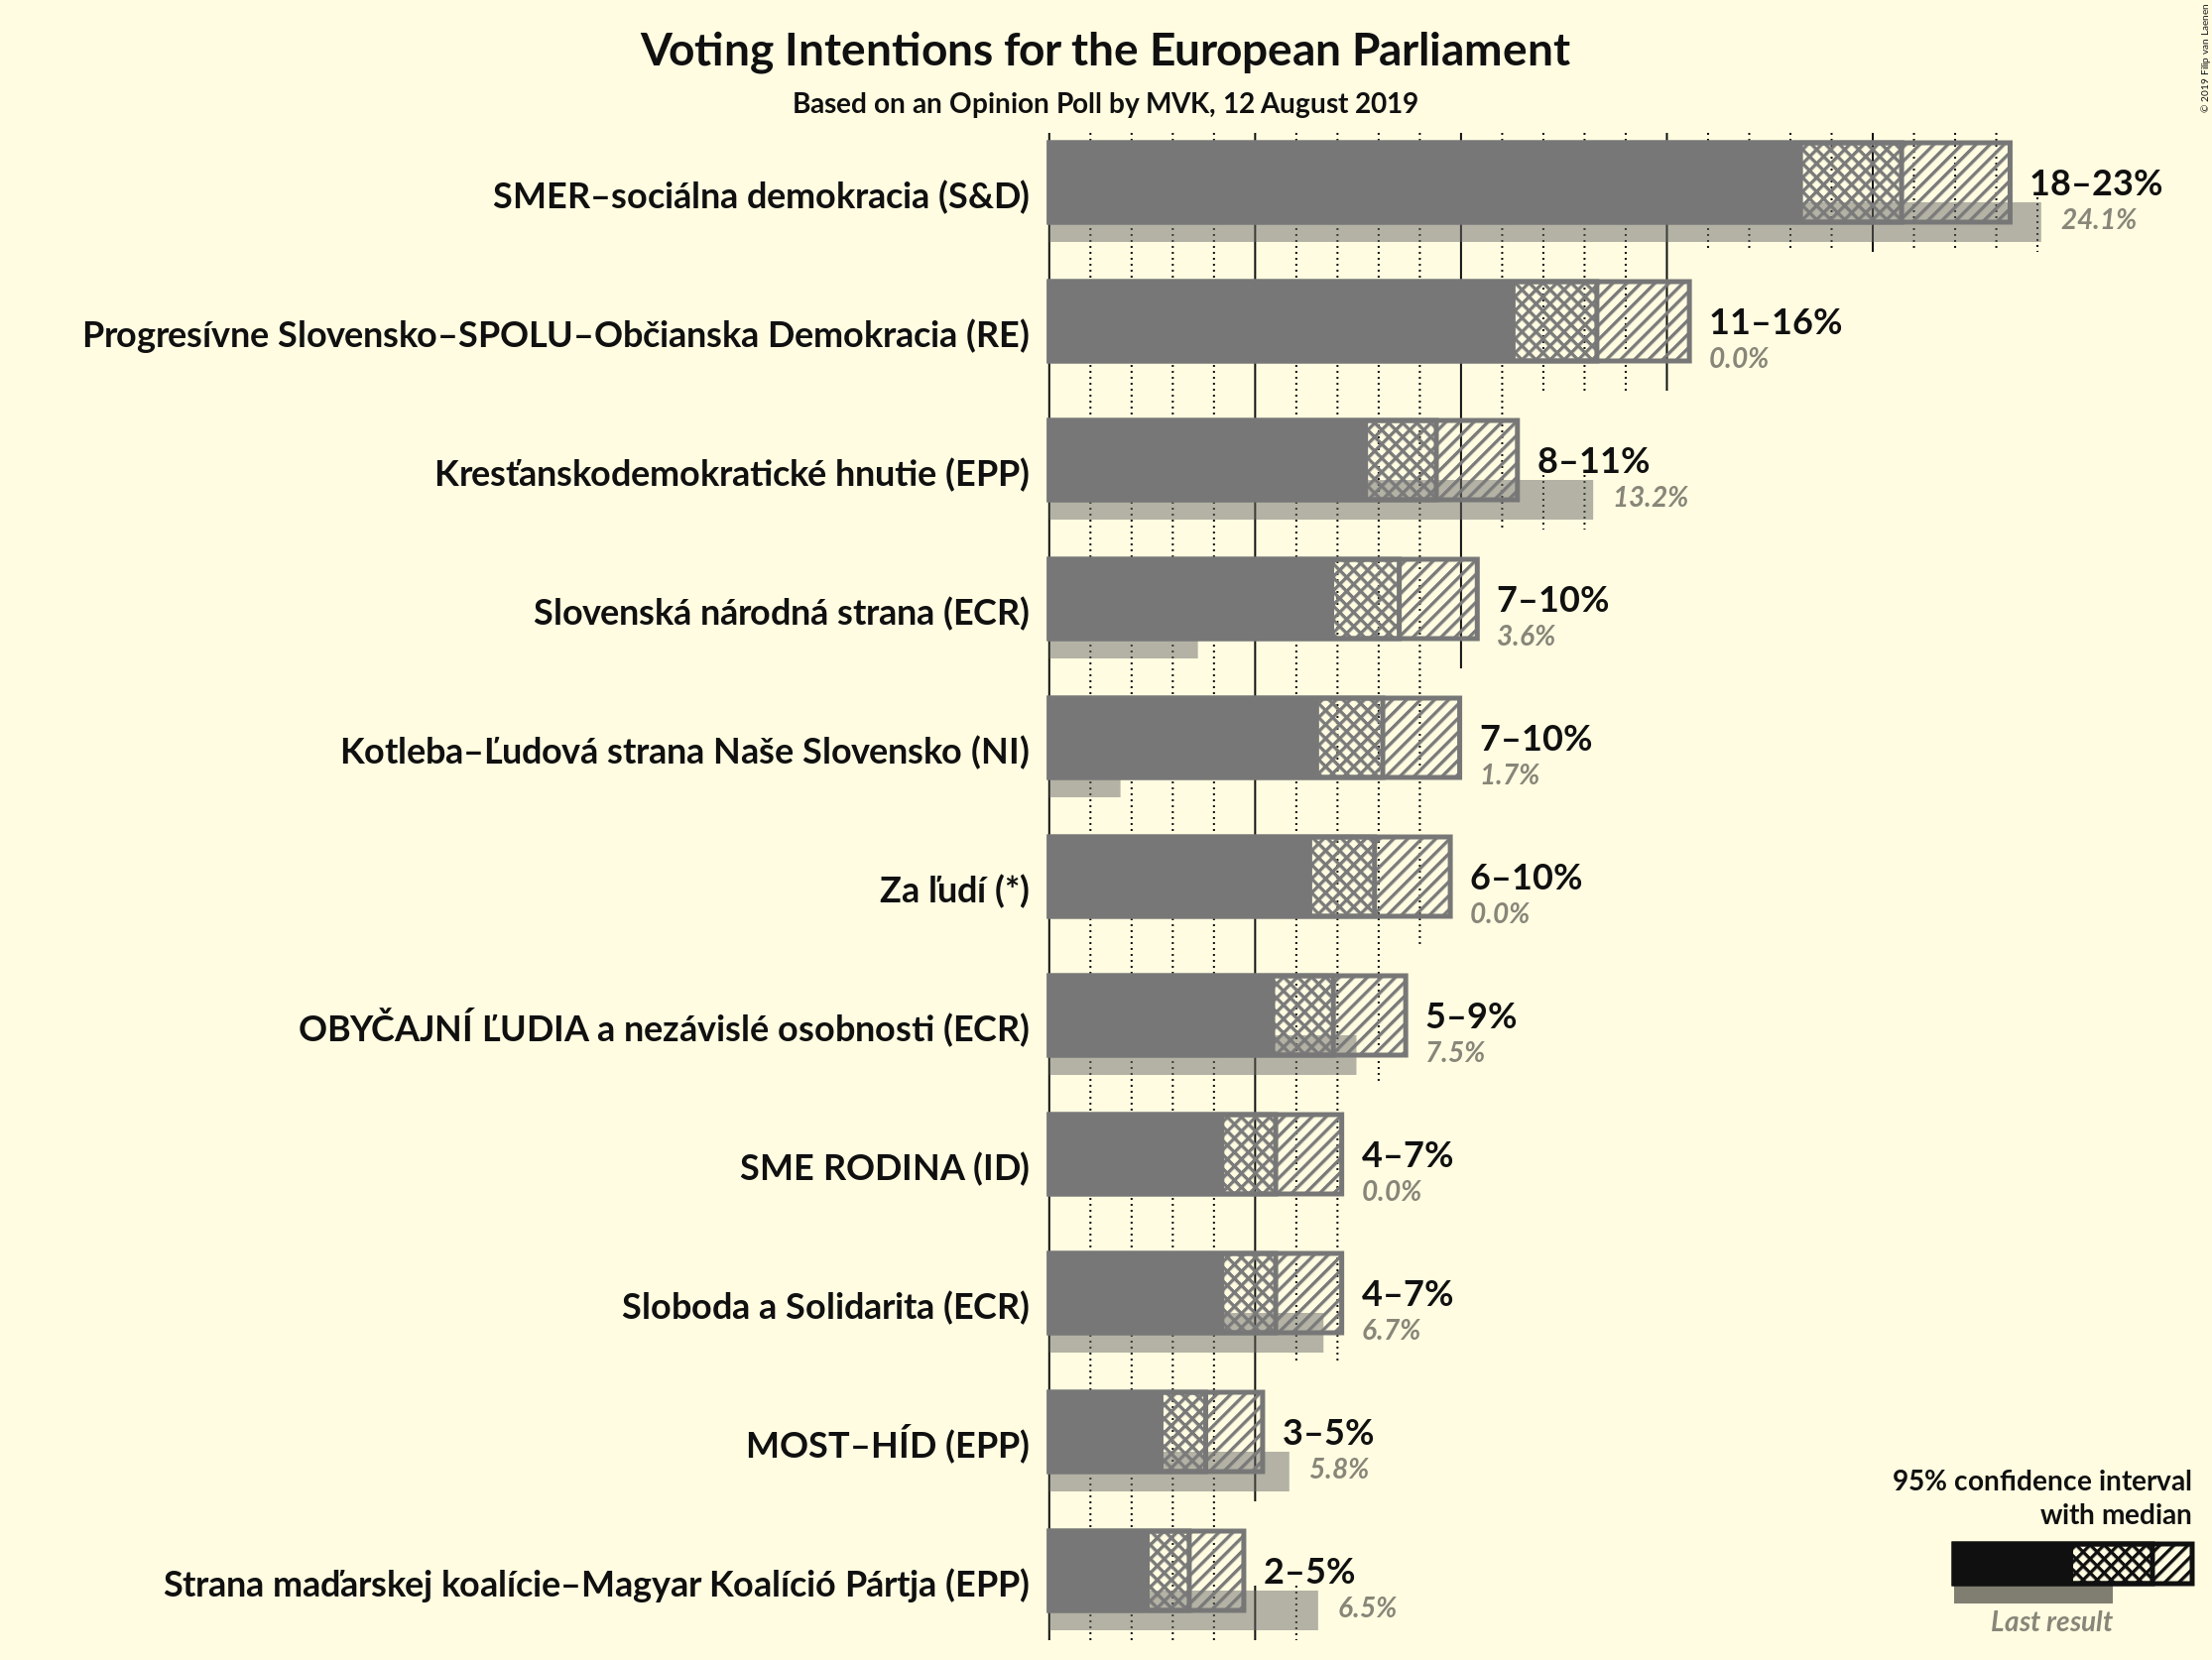 Voting Intentions for the European Parliament
Based on an Opinion Poll by MVK, 12 August 2019
© 2019 Filip van Laenen
SMER–sociálna demokracia (S&D)
18–23%
24.1%
Progresívne Slovensko–SPOLU–Občianska Demokracia (RE)
11–16%
0.0%
Kresťanskodemokratické hnutie (EPP)
8–11%
13.2%
Slovenská národná strana (ECR)
7–10%
3.6%
Kotleba–Ľudová strana Naše Slovensko (NI)
7–10%
1.7%
Za ľudí (*)
6–10%
0.0%
OBYČAJNÍ ĽUDIA a nezávislé osobnosti (ECR)
5–9%
7.5%
SME RODINA (ID)
4–7%
0.0%
Sloboda a Solidarita (ECR)
4–7%
6.7%
MOST–HÍD (EPP)
3–5%
5.8%
Strana maďarskej koalície–Magyar Koalíció Pártja (EPP)
2–5%
6.5%
95% confidence interval
with median
Last result